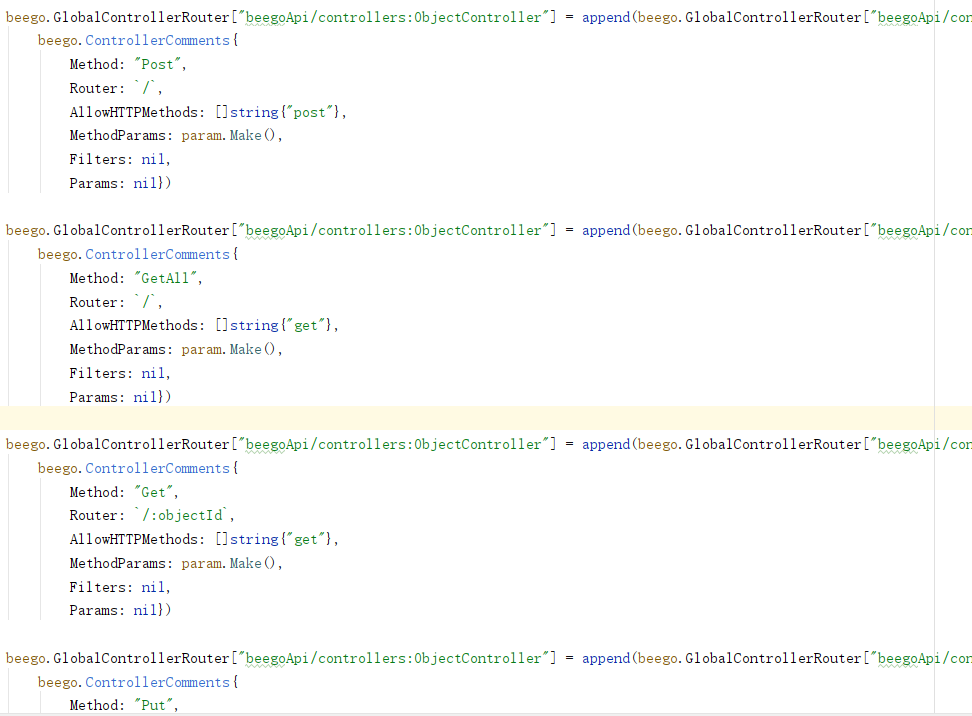 beego.GlobalControllerRouter["beegoApi/controllers:ObjectController"] = append(beego.GlobalControllerRouter["beegoApi/con
    beego.ControllerComments{
        Method: "Post",
        Router: `/`,
        AllowHTTPMethods: []string{"post"},
        MethodParams: param.Make(),
        Filters: nil,
        Params: nil})

beego.GlobalControllerRouter["beegoApi/controllers:ObjectController"] = append(beego.GlobalControllerRouter["beegoApi/con
    beego.ControllerComments{
        Method: "GetAll",
        Router: `/`,
        AllowHTTPMethods: []string{"get"},
        MethodParams: param.Make(),
        Filters: nil,
        Params: nil})

beego.GlobalControllerRouter["beegoApi/controllers:ObjectController"] = append(beego.GlobalControllerRouter["beegoApi/con
    beego.ControllerComments{
        Method: "Get",
        Router: `/:objectId`,
        AllowHTTPMethods: []string{"get"},
        MethodParams: param.Make(),
        Filters: nil,
        Params: nil})

beego.GlobalControllerRouter["beegoApi/controllers:ObjectController"] = append(beego.GlobalControllerRouter["beegoApi/con
    beego.ControllerComments{
        Method: "Put",